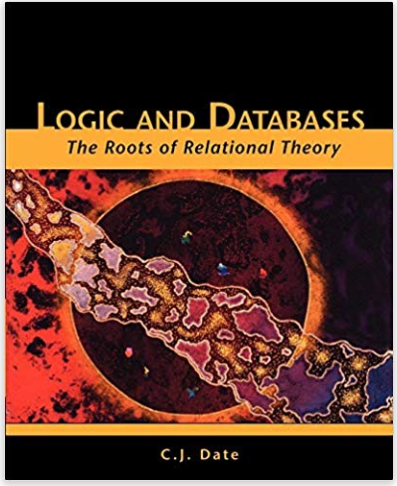 LOGIC AND DATABASES
The Roots of Relational Theory
C.J. Date